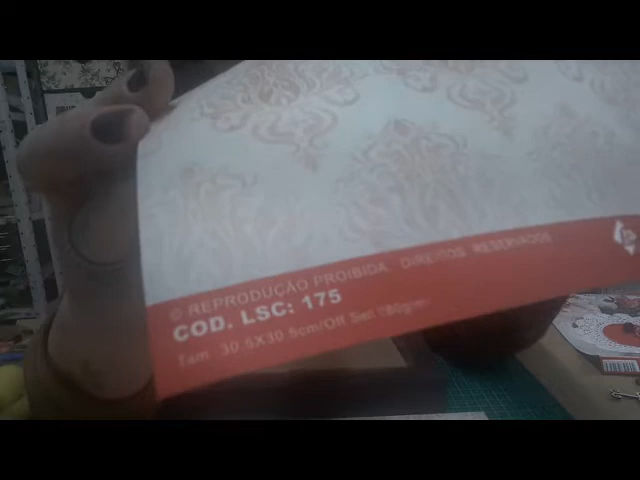 © REPRODUÇÃO PROIBIDA. DIREITOS RESERVADOS
COD. LSC: 175
Tam. 30.5X30.5cm/Off Set 180g/m²